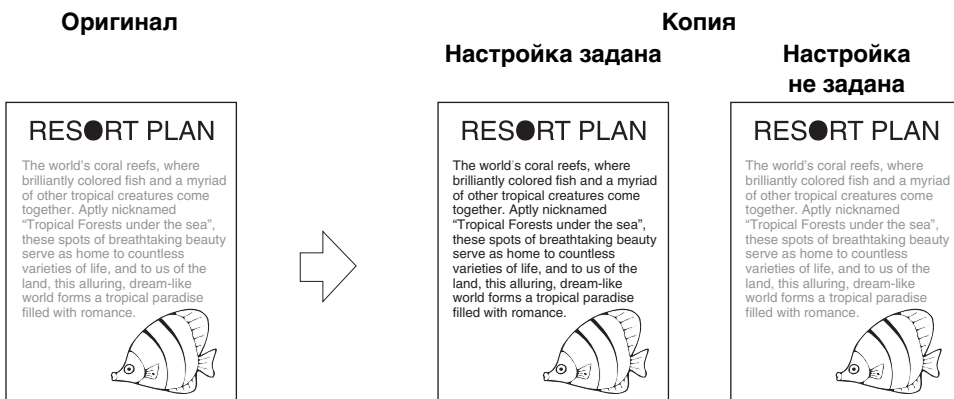 Оригинал
Копия
Настройка задана
Настройка
не задана
RESORT PLAN
The world's coral reefs, where
brilliantly colored fish and a myriad
of other tropical creatures come
together. Aptly nicknamed
“Tropical Forests under the sea”,
these spots of breathtaking beauty
serve as home to countless
varieties of life, and to us of the
land, this alluring, dream-like
world forms a tropical paradise
filled with romance.
RESORT PLAN
The world's coral reefs, where
brilliantly colored fish and a myriad
of other tropical creatures come
together. Aptly nicknamed
“Tropical Forests under the sea”,
these spots of breathtaking beauty
serve as home to countless
varieties of life, and to us of the
land, this alluring, dream-like
world forms a tropical paradise
filled with romance.
RESORT PLAN
The world's coral reefs, where
brilliantly colored fish and a myriad
of other tropical creatures come
together. Aptly nicknamed
“Tropical Forests under the sea”,
these spots of breathtaking beauty
serve as home to countless
varieties of life, and to us of the
land, this alluring, dream-like
world forms a tropical paradise
filled with romance.